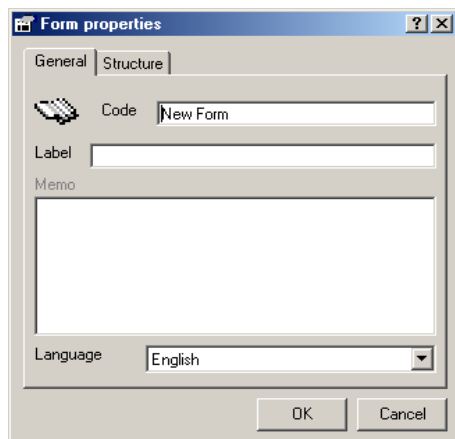 Form properties
General Structure
Code New Form
Label
Memo
Language English
OK Cancel